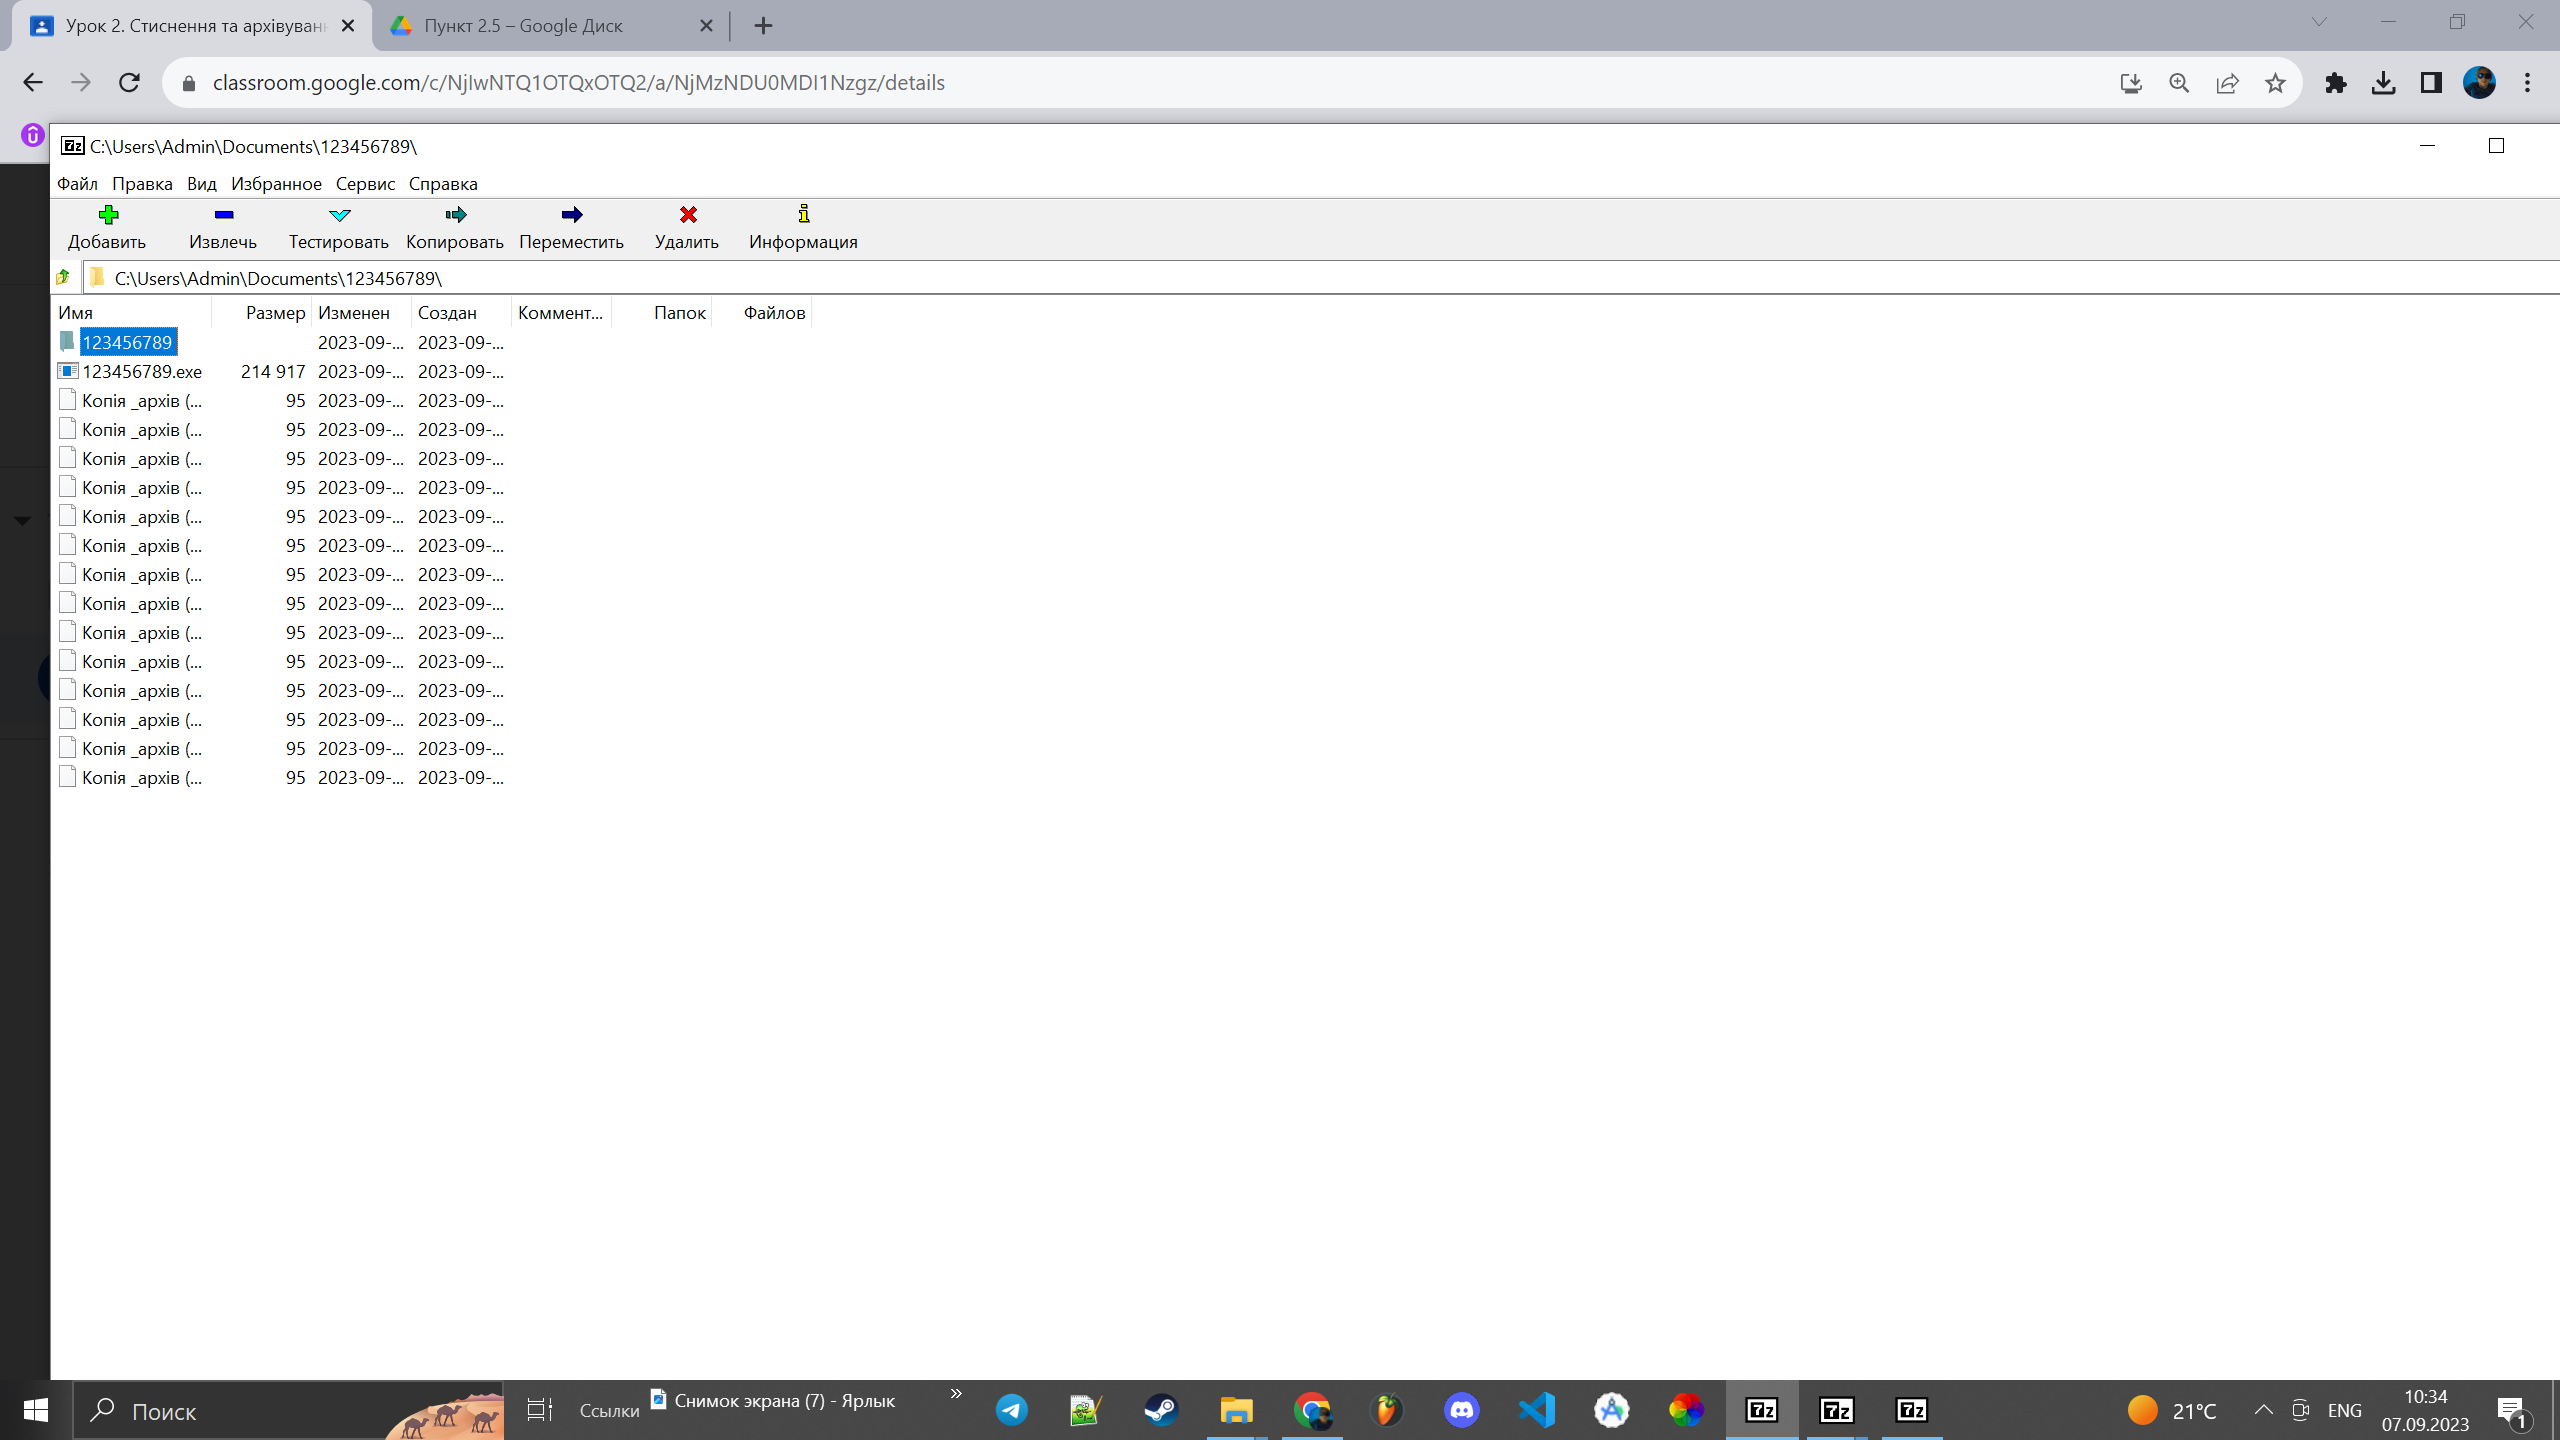 Урок 2. Стиснення та архівуван
Пункт 2.5 – Google Диск
classroom.google.com/c/NjIwNTQ1OTQxOTQ2/a/NjMzNDU0MDI1Nzgz/details
C:\Users\Admin\Documents\123456789\
Файл Правка Вид Избранное Сервис Справка
Добавить Извлечь Тестировать Копировать Переместить Удалить Информация
C:\Users\Admin\Documents\123456789\
Имя Размер Изменен Создан Коммент... Папок Файлов
123456789 2023-09-... 2023-09-...
123456789.exe 214 917 2023-09-... 2023-09-...
Копія _архів (... 95 2023-09-... 2023-09-...
Копія _архів (... 95 2023-09-... 2023-09-...
Копія _архів (... 95 2023-09-... 2023-09-...
Копія _архів (... 95 2023-09-... 2023-09-...
Копія _архів (... 95 2023-09-... 2023-09-...
Копія _архів (... 95 2023-09-... 2023-09-...
Копія _архів (... 95 2023-09-... 2023-09-...
Копія _архів (... 95 2023-09-... 2023-09-...
Копія _архів (... 95 2023-09-... 2023-09-...
Копія _архів (... 95 2023-09-... 2023-09-...
Копія _архів (... 95 2023-09-... 2023-09-...
Копія _архів (... 95 2023-09-... 2023-09-...
Копія _архів (... 95 2023-09-... 2023-09-...
Копія _архів (... 95 2023-09-... 2023-09-...
Поиск
Ссылки
Снимок экрана (7) - Ярлык
21°C
ENG
10:34
07.09.2023
1